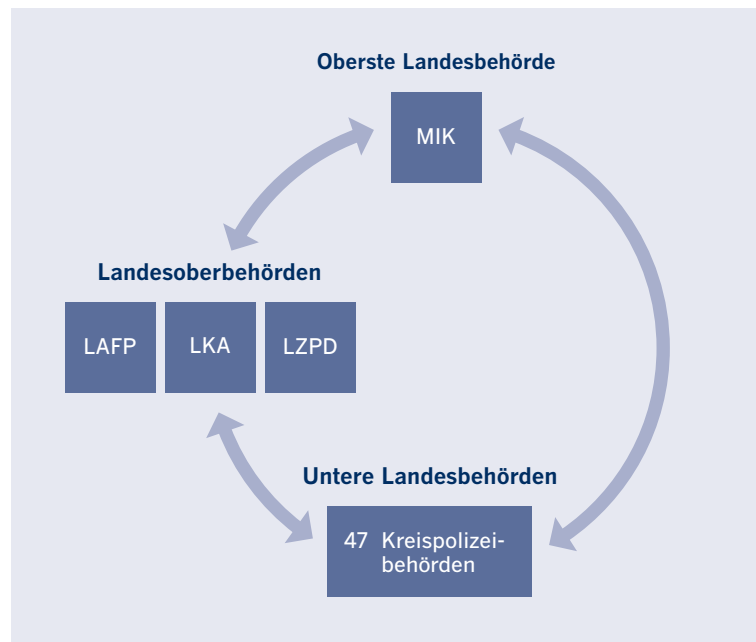 Oberste Landesbehörde
MIK
Landesoberbehörden
LAFP LKA LZPD
Untere Landesbehörden
47 Kreispolizei-
behörden